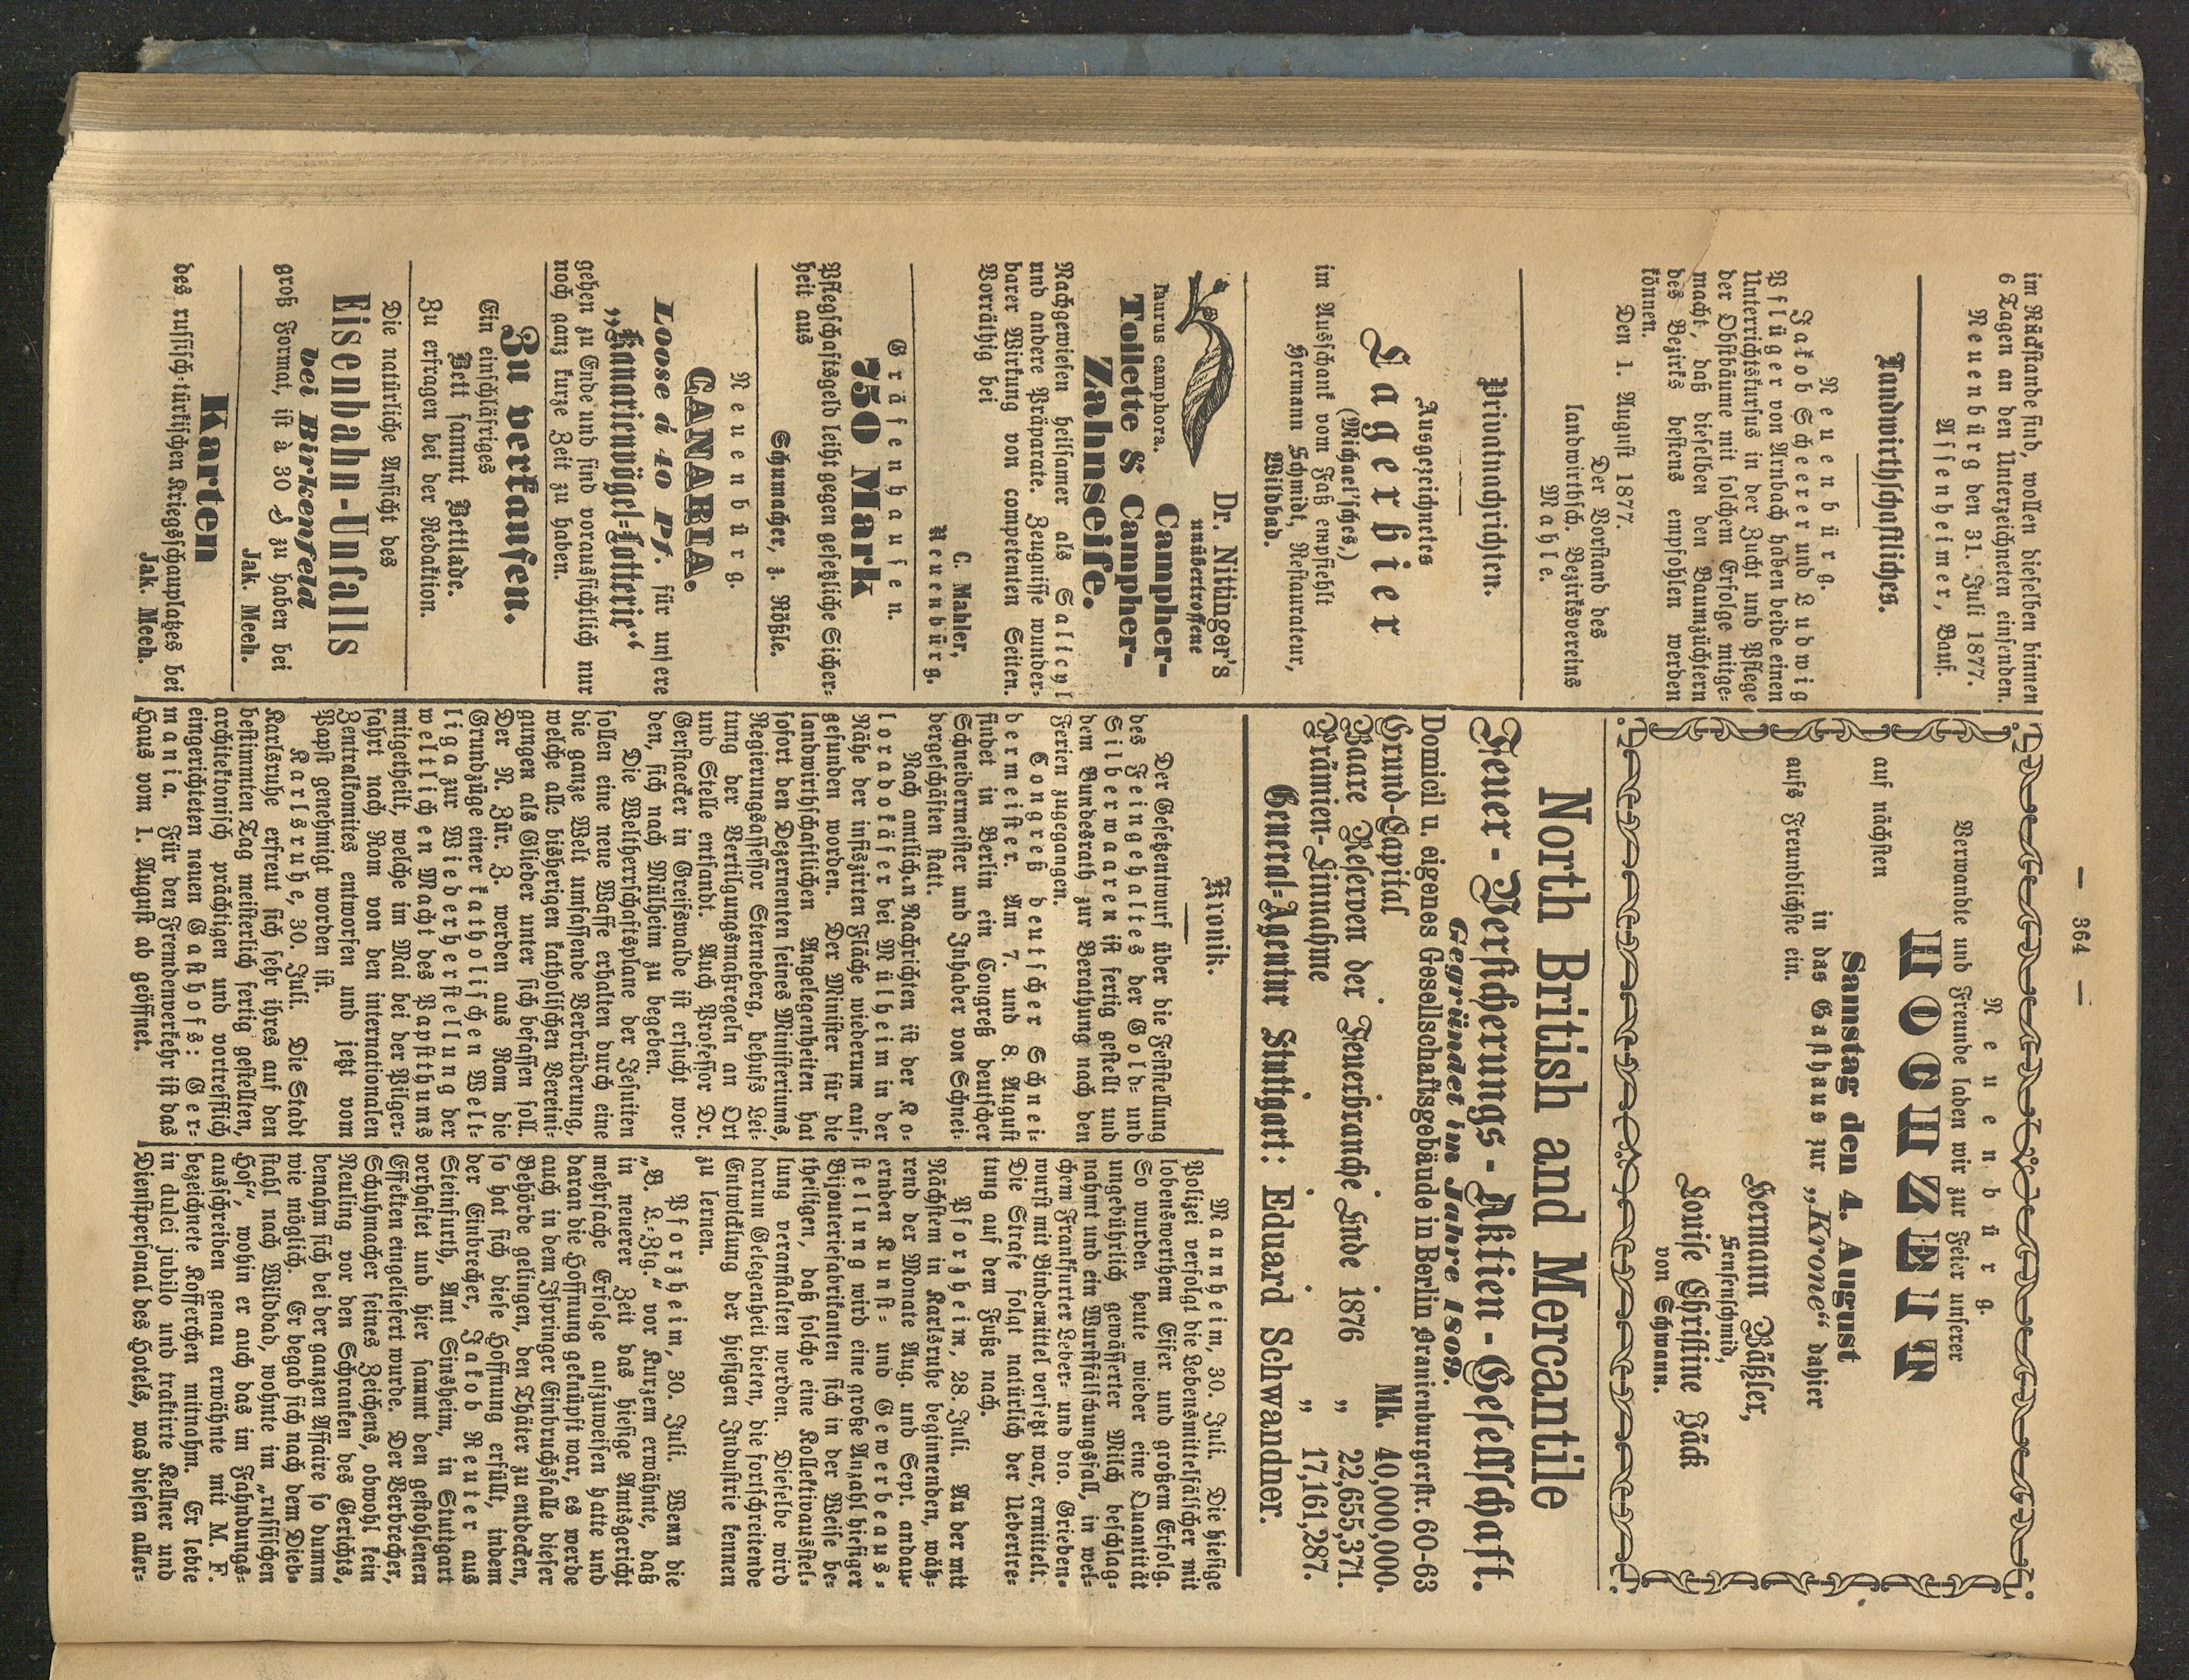 — 364 —
im Rückstande sind, wollen dieselben binnen
6 Tagen an den Unterzeichneten einsenden.
Neuenbürg den 31. Juli 1877.
Assenheimer, Bauf.
Landwirthschaftliches.
Neuenbürg.
Jakob Scheerer und Ludwig
Pflüger von Arnbach haben beide einen
Unterrichtskursus in der Zucht und Pflege
der Obstbäume mit solchem Erfolge mitge-
macht, daß dieselben den Baumzüchtern
des Bezirks bestens empfohlen werden
können.
Den 1. August 1877.
Der Vorstand des
landwirthsch. Bezirksvereins
Mahle.
Privatnachrichten.
Ausgezeichnetes
Lagerbier
(Michael'sches,)
im Ausschank vom Faß empfiehlt
Hermann Schmidt, Restaurateur,
Wildbad.
Dr. Nittinger's
unübertroffene
Campher-
Laurus camphora.
Toilette & Campher-
Zahnseife.
Nachgewiesen heilsamer als Salicyl
und andere Präparate. Zeugnisse wunder-
barer Wirkung von competenten Seiten.
Vorräthig bei
C. Mahler,
Neuenbürg.
Gräfenhausen.
750 Mark
Pflegschaftsgeld leiht gegen gesetzliche Sicher-
heit aus
Schumacher, z. Rößle.
Neuenbürg.
CANARIA.
Loose à 40 Pf. für unsere
„Kanarienvögel-Lotterie“
gehen zu Ende und sind voraussichtlich nur
noch ganz kurze Zeit zu haben.
Zu verkaufen.
Ein einschläfriges
Bett sammt Bettlade.
Zu erfragen bei der Redaktion.
Die natürliche Ansicht des
Eisenbahn-Unfalls
bei Birkenfeld
groß Format, ist à 30 ₰ zu haben bei
Jak. Meeh.
Karten
des russisch-türkischen Kriegsschauplatzes bei
Jak. Meeh.
Neuenbürg.
Verwandte und Freunde laden wir zur Feier unserer
HOCHZEIT
auf nächsten
Samstag den 4. August
in das Gasthaus zur „Krone“ dahier
aufs Freundlichste ein.
Hermann Bäßler,
Sensenschmid,
Louise Christine Jäck
von Schwann.
North British and Mercantile
Feuer-Versicherungs-Aktien-Gesellschaft.
Gegründet im Jahre 1809.
Domicil u. eigenes Gesellschaftsgebäude in Berlin Oranienburgerstr. 60-63
Grund-Capital Mk. 40,000,000.
Baare Reserven der Feuerbranche Ende 1876 „ 22,655,371.
Prämien-Einnahme „ 17,161,287.
General-Agentur Stuttgart: Eduard Schwandner.
Kronik.
Der Gesetzentwurf über die Feststellung
des Feingehaltes der Gold- und
Silberwaaren ist fertig gestellt und
dem Bundesrath zur Berathung nach den
Ferien zugegangen.
Congreß deutscher Schnei-
dermeister. Am 7. und 8. August
findet in Berlin ein Congreß deutscher
Schneidermeister und Inhaber von Schnei-
dergeschäften statt.
Nach amtlichen Nachrichten ist der Ko-
loradokäfer bei Mülheim in der
Nähe der infizirten Fläche wiederum auf-
gefunden worden. Der Minister für die
landwirthschaftlichen Angelegenheiten hat
sofort den Dezernenten seines Ministeriums,
Regierungsassessor Sterneberg, behufs Lei-
tung der Vertilgungsmaßregeln an Ort
und Stelle entsandt. Auch Professor Dr.
Gerstaecker in Greifswalde ist ersucht wor-
den, sich nach Mülheim zu begeben.
Die Weltherrschaftsplane der Jesuiten
sollen eine neue Waffe erhalten durch eine
die ganze Welt umfassende Verbrüderung,
welche alle bisherigen katholischen Vereini-
gungen als Glieder unter sich befassen soll.
Der N. Zür. Z. werden aus Rom die
Grundzüge einer katholischen Welt-
liga zur Wiederherstellung der
weltlichen Macht des Papstthums
mitgetheilt, welche im Mai bei der Pilger-
fahrt nach Rom von den internationalen
Zentralkomites entworfen und jetzt vom
Papst genehmigt worden ist.
Karlsruhe, 30. Juli. Die Stadt
Karlsruhe erfreut sich sehr ihres auf den
bestimmten Tag meisterlich fertig gestellten,
architektonisch prächtigen und vortrefflich
eingerichteten neuen Gasthofs: Ger-
mania. Für den Fremdenverkehr ist das
Haus vom 1. August ab geöffnet.
Mannheim, 30. Juli. Die hiesige
Polizei verfolgt die Lebensmittelfälscher mit
lobenswerthem Eifer und großem Erfolg.
So wurden heute wieder eine Quantität
ungebührlich gewässerter Milch beschlag-
nahmt und ein Wurstfälschungsfall, in wel-
chem Frankfurter Leber- und dto. Grieben-
wurst mit Bindemittel versetzt war, ermittelt.
Die Strafe folgt natürlich der Uebertre-
tung auf dem Fuße nach.
Pforzheim, 28. Juli. An der mit
Nächstem in Karlsruhe beginnenden, wäh-
rend der Monate Aug. und Sept. andau-
ernden Kunst- und Gewerbeaus-
stellung wird eine große Anzahl hiesiger
Bijouteriefabrikanten sich in der Weise be-
theiligen, daß solche eine Kollektivausstel-
lung veranstalten werden. Dieselbe wird
darum Gelegenheit bieten, die fortschreitende
Entwicklung der hiesigen Industrie kennen
zu lernen.
Pforzheim, 30. Juli. Wenn die
„B. L.-Ztg.“ vor Kurzem erwähnte, daß
in neuerer Zeit das hiesige Amtsgericht
mehrfache Erfolge aufzuweisen hatte und
daran die Hoffnung geknüpft war, es werde
auch in dem Ispringer Einbruchsfalle dieser
Behörde gelingen, den Thäter zu entdecken,
so hat sich diese Hoffnung erfüllt, indem
der Einbrecher, Jakob Reuter aus
Steinfurth, Amt Sinsheim, in Stuttgart
verhaftet und hier sammt den gestohlenen
Effekten eingeliefert wurde. Der Verbrecher,
Schuhmacher seines Zeichens, obwohl kein
Neuling vor den Schranken des Gerichts,
benahm sich bei der ganzen Affaire so dumm
wie möglich. Er begab sich nach dem Dieb-
stahl nach Wildbad, wohnte im „russischen
Hof“, wohin er auch das im Fahndungs-
ausschreiben genau erwähnte mit M. F.
bezeichnete Kofferchen mitnahm. Er lebte
in dulci jubilo und traktirte Kellner und
Dienstpersonal des Hotels, was diesen aller-